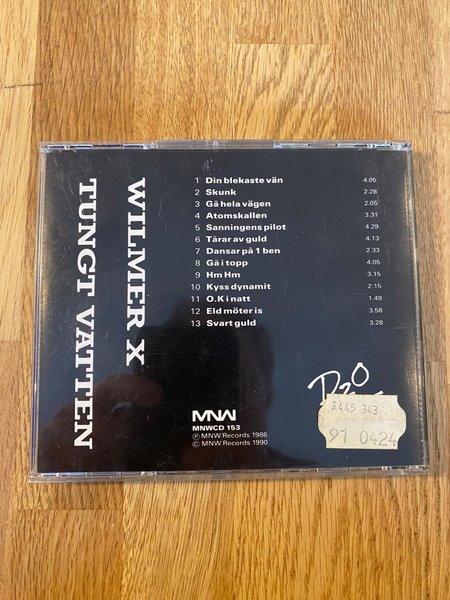 WILMER X
TUNGT VATTEN
1 Din blekaste vän 4.05
2 Skunk 2.28
3 Gå hela vägen 2.05
4 Atomskallen 3.31
5 Sanningens pilot 4.29
6 Tårar av guld 4.13
7 Dansar på 1 ben 2.33
8 Gå i topp 4.05
9 Hm Hm 3.15
10 Kyss dynamit 2.15
11 O.K i natt 1.49
12 Eld möter is 3.58
13 Svart guld 3.28
D2O
MNW
MNWCD 153
Ⓟ MNW Records 1986
© MNW Records 1990
A445 343
91 0424